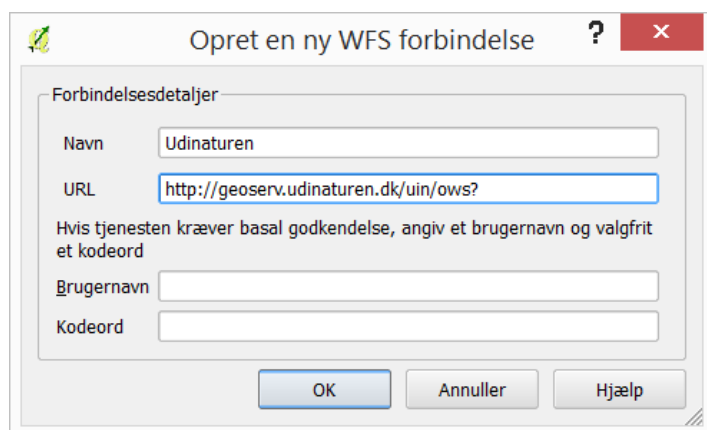 Opret en ny WFS forbindelse ? ×
Forbindelsesdetaljer
Navn Udinaturen
URL http://geoserv.udinaturen.dk/uin/ows?
Hvis tjenesten kræver basal godkendelse, angiv et brugernavn og valgfrit
et kodeord
Brugernavn
Kodeord
OK Annuller Hjælp